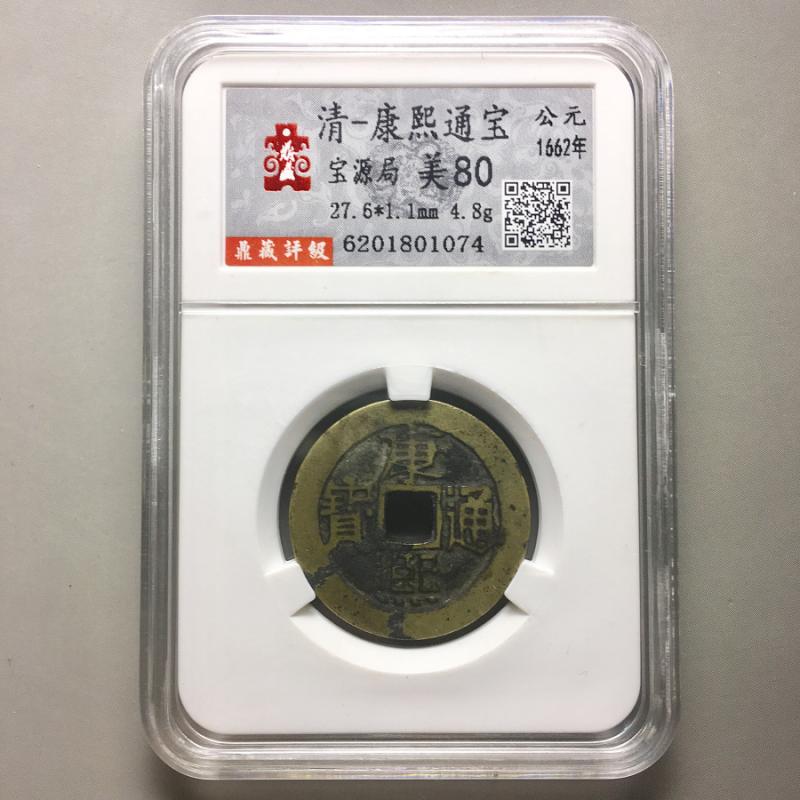 清-康熙通宝
公元
1662年
宝源局 美80
27.6*1.1mm 4.8g
鼎藏評級 6201801074
康熙通寶